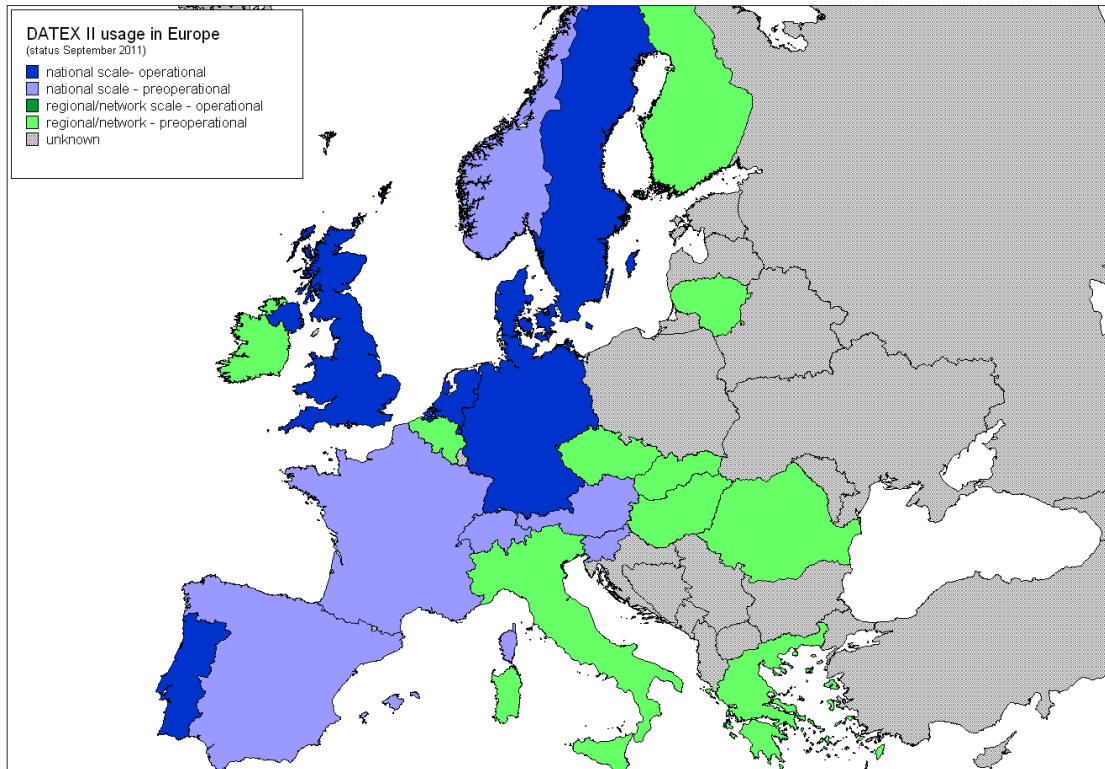 DATEX II usage in Europe
(status September 2011)
national scale- operational
national scale - preoperational
regional/network scale - operational
regional/network - preoperational
unknown